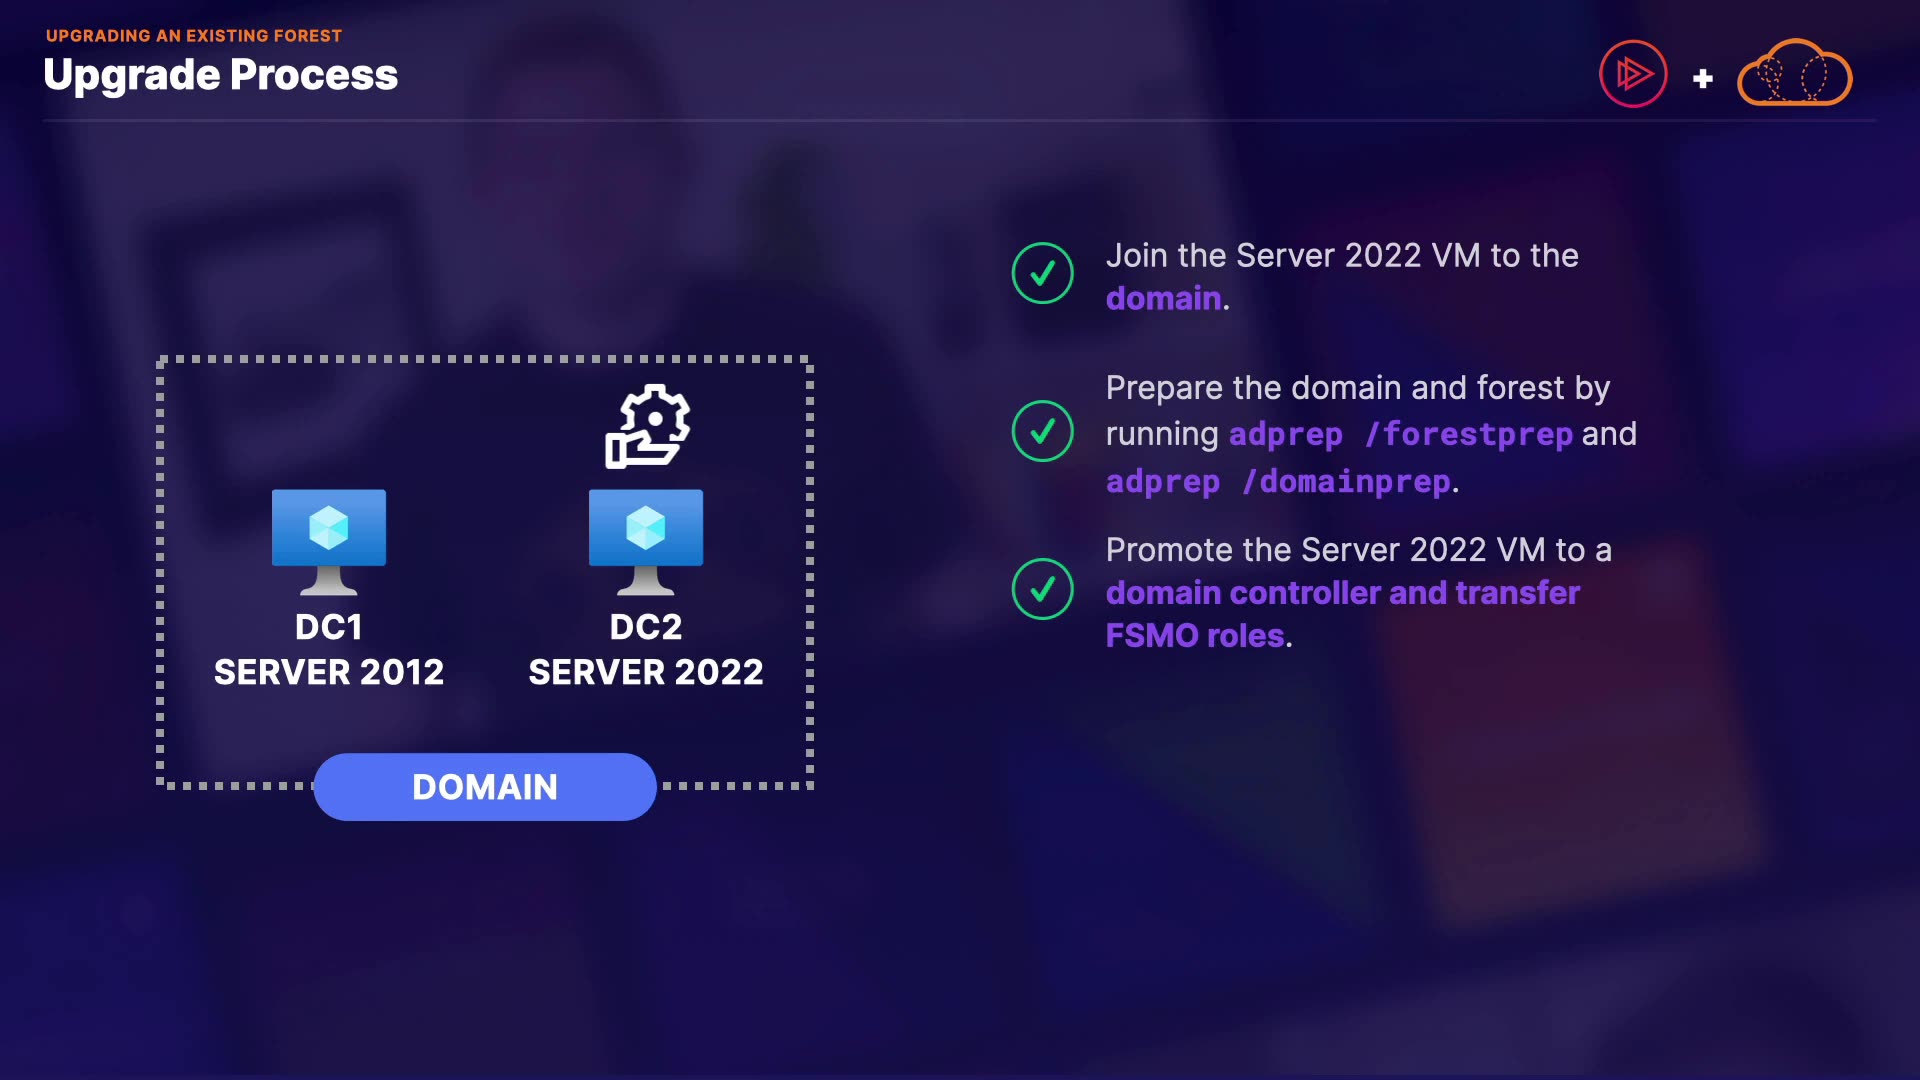 UPGRADING AN EXISTING FOREST
Upgrade Process
+
Join the Server 2022 VM to the
domain.
Prepare the domain and forest by
running adprep /forestprep and
adprep /domainprep.
Promote the Server 2022 VM to a
domain controller and transfer
FSMO roles.
DC1
SERVER 2012
DC2
SERVER 2022
DOMAIN